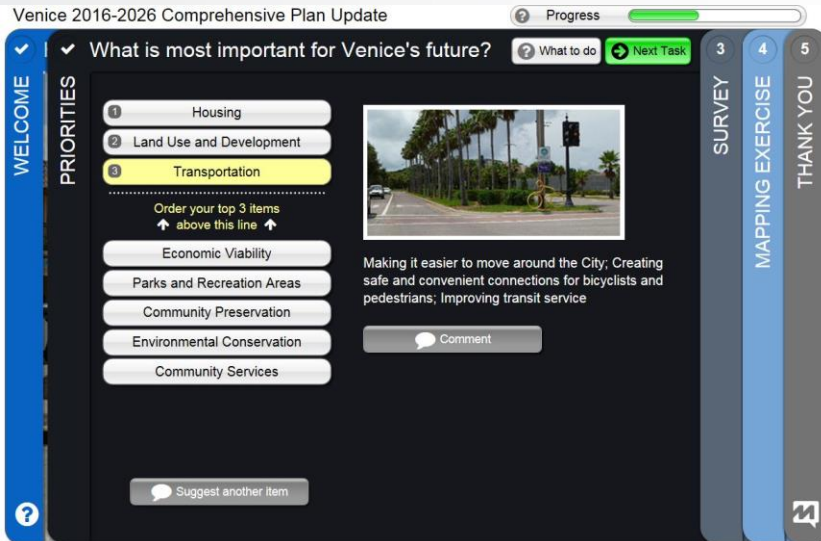 Venice 2016-2026 Comprehensive Plan Update
? Progress
WELCOME
PRIORITIES
What is most important for Venice's future?
? What to do
Next Task
1 Housing
2 Land Use and Development
3 Transportation
Order your top 3 items
above this line
Economic Viability
Parks and Recreation Areas
Community Preservation
Environmental Conservation
Community Services
Suggest another item
Making it easier to move around the City; Creating
safe and convenient connections for bicyclists and
pedestrians; Improving transit service
Comment
3
SURVEY
4
MAPPING EXERCISE
5
THANK YOU
?